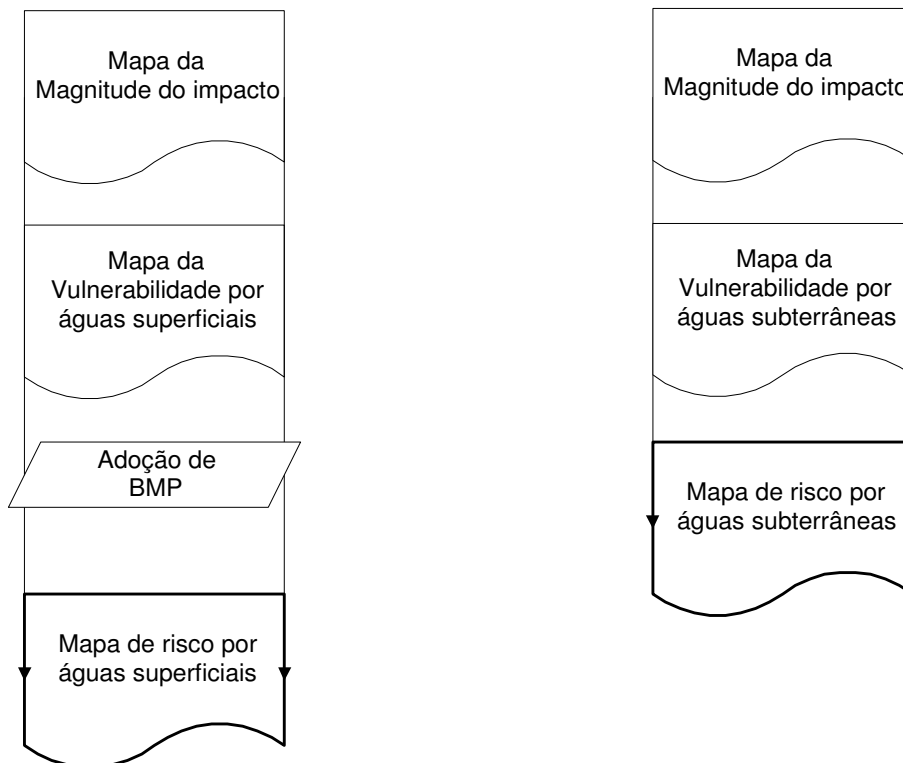 Mapa da
Magnitude do impacto
Mapa da
Vulnerabilidade por
águas superficiais
Adoção de
BMP
Mapa de risco por
águas superficiais
Mapa da
Magnitude do impacto
Mapa da
Vulnerabilidade por
águas subterrâneas
Mapa de risco por
águas subterrâneas